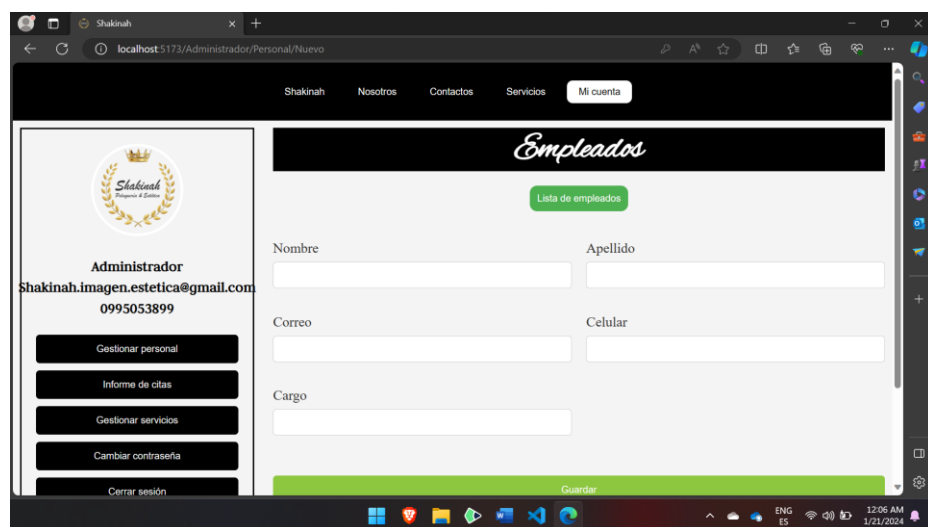 Shakinah
localhost:5173/Administrador/Personal/Nuevo
Shakinah Nosotros Contactos Servicios Mi cuenta
Empleados
Shakinah
Peluquería & Estética
Lista de empleados
Administrador
Shakinah.imagen.estetica@gmail.com
0995053899
Nombre Apellido
Correo Celular
Cargo
Gestionar personal
Informe de citas
Gestionar servicios
Cambiar contraseña
Cerrar sesión
Guardar
ENG
ES
12:06 AM
1/21/2024